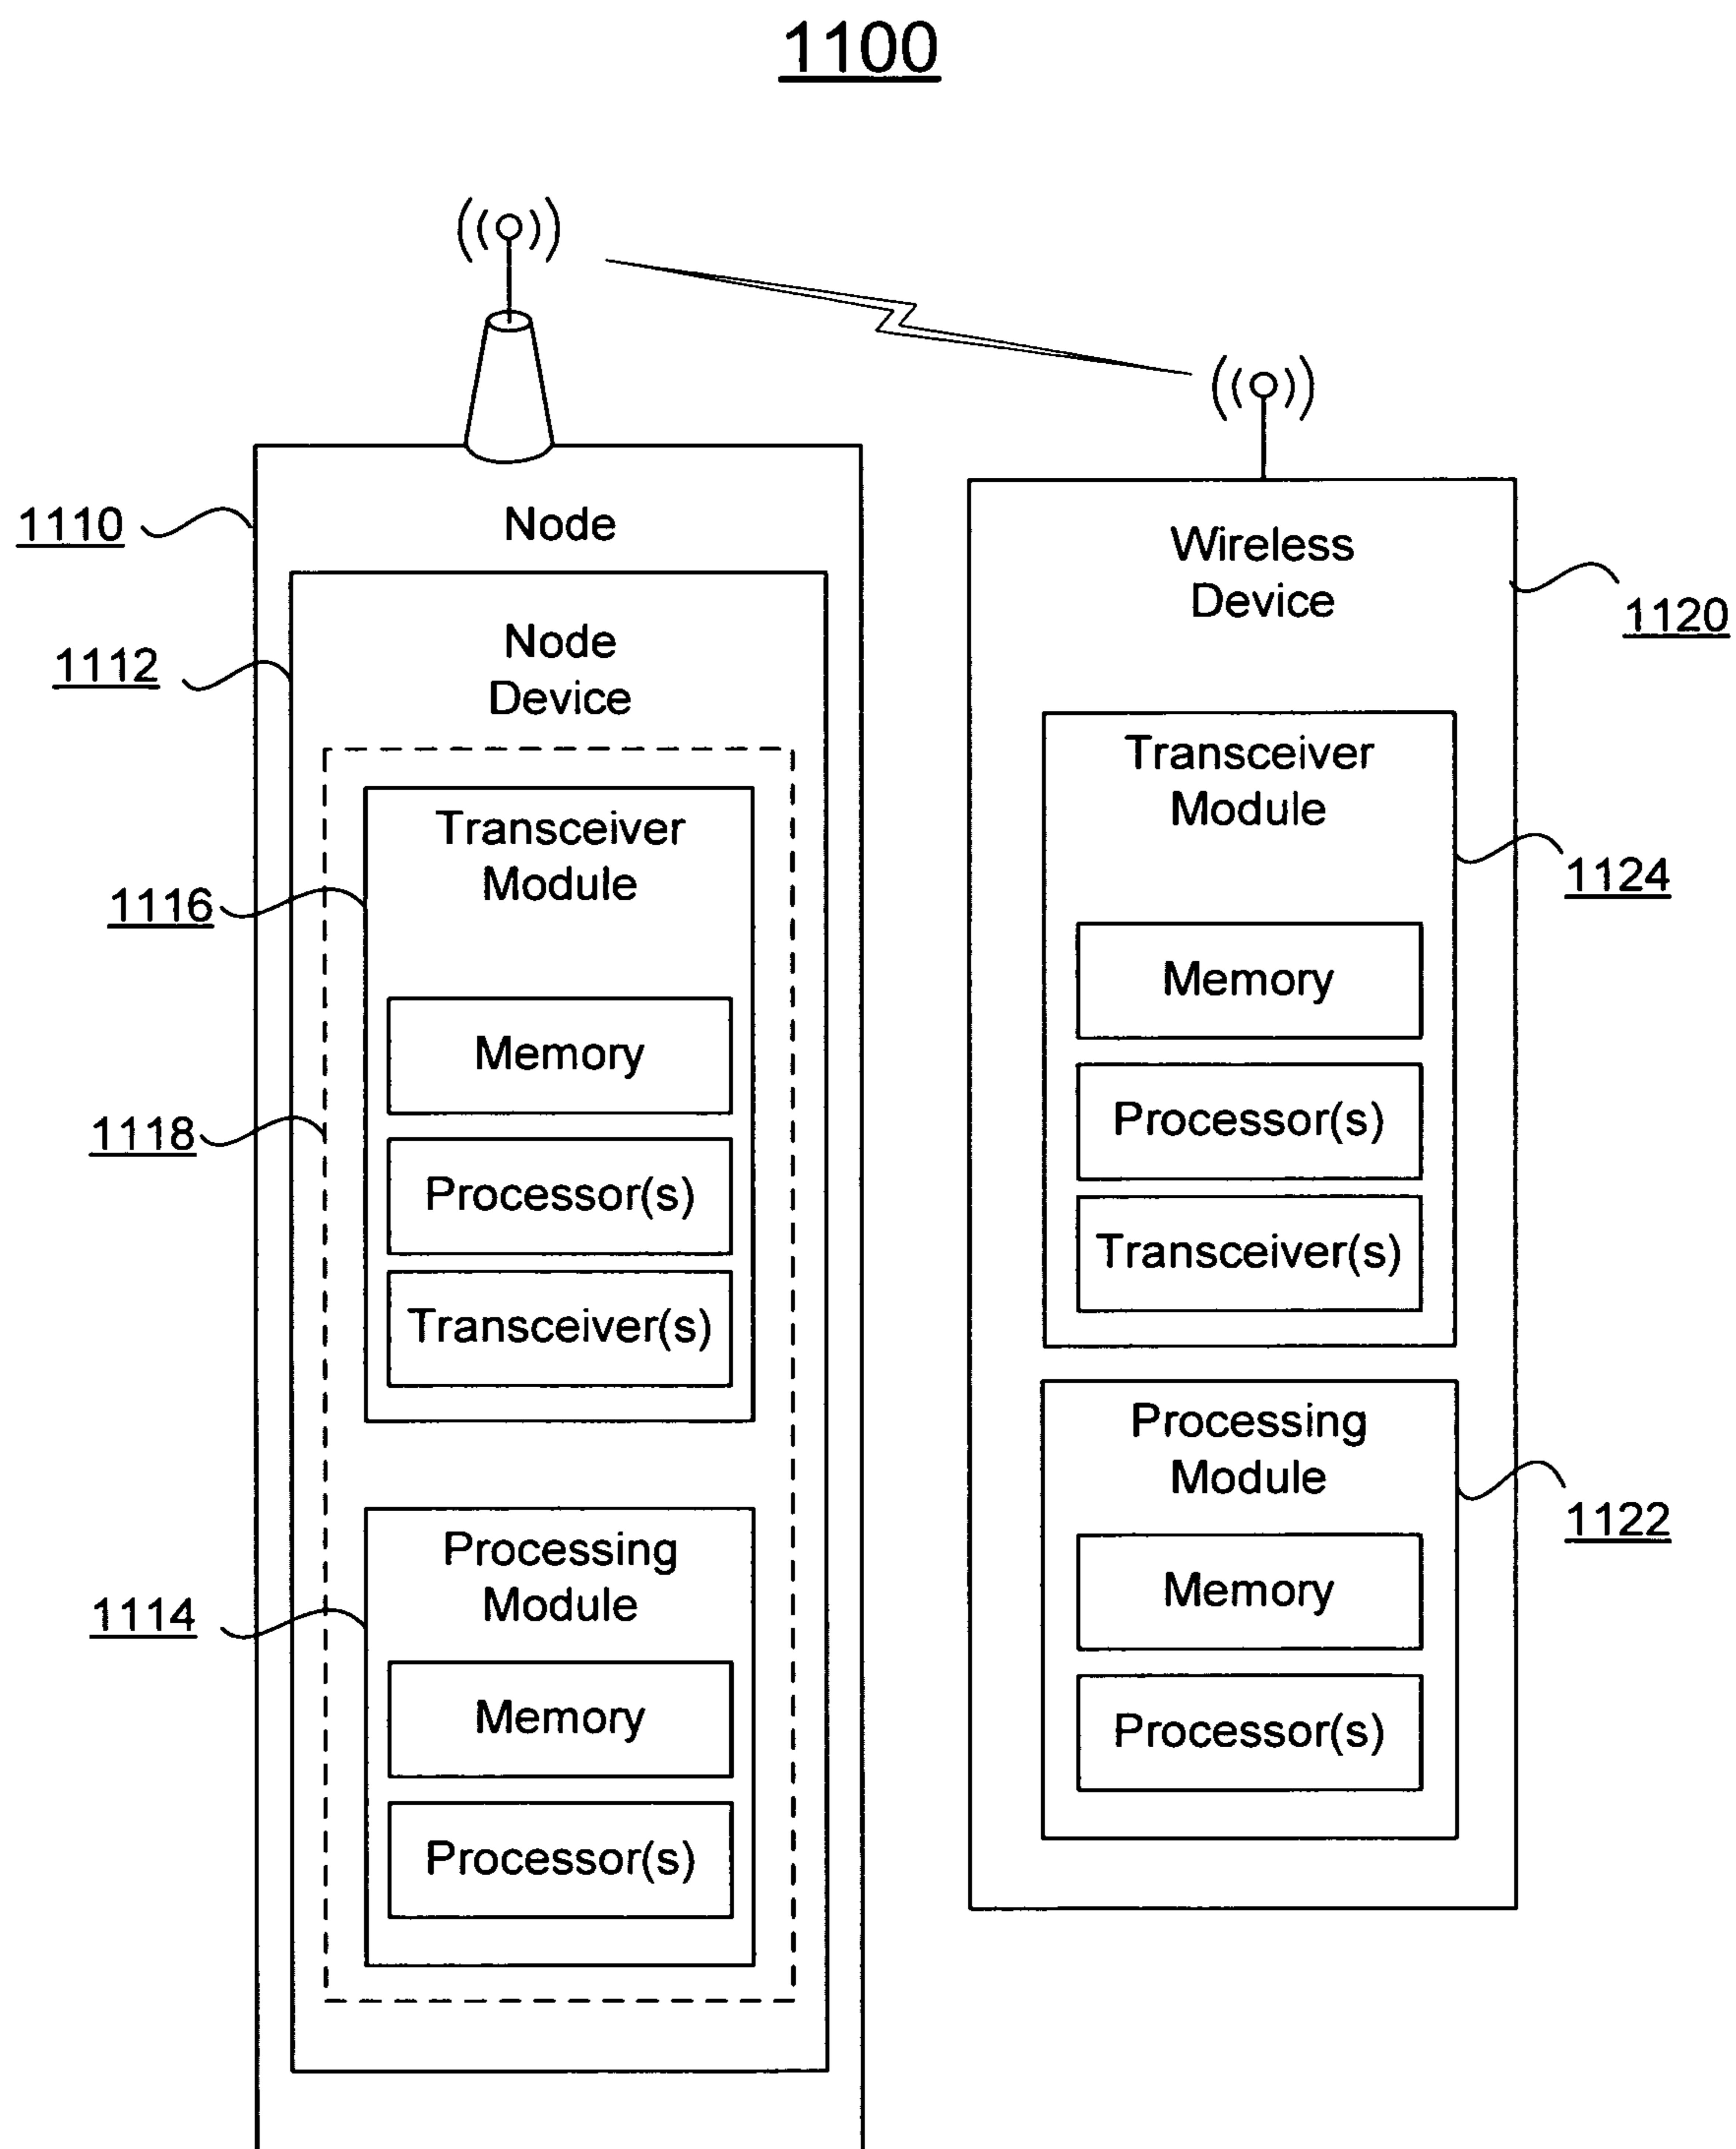 1100
1110
Node
1112
Node
Device
1116
Transceiver
Module
Memory
1118
Processor(s)
Transceiver(s)
1114
Processing
Module
Memory
Processor(s)
Wireless
Device
1120
Transceiver
Module
1124
Memory
Processor(s)
Transceiver(s)
Processing
Module
1122
Memory
Processor(s)